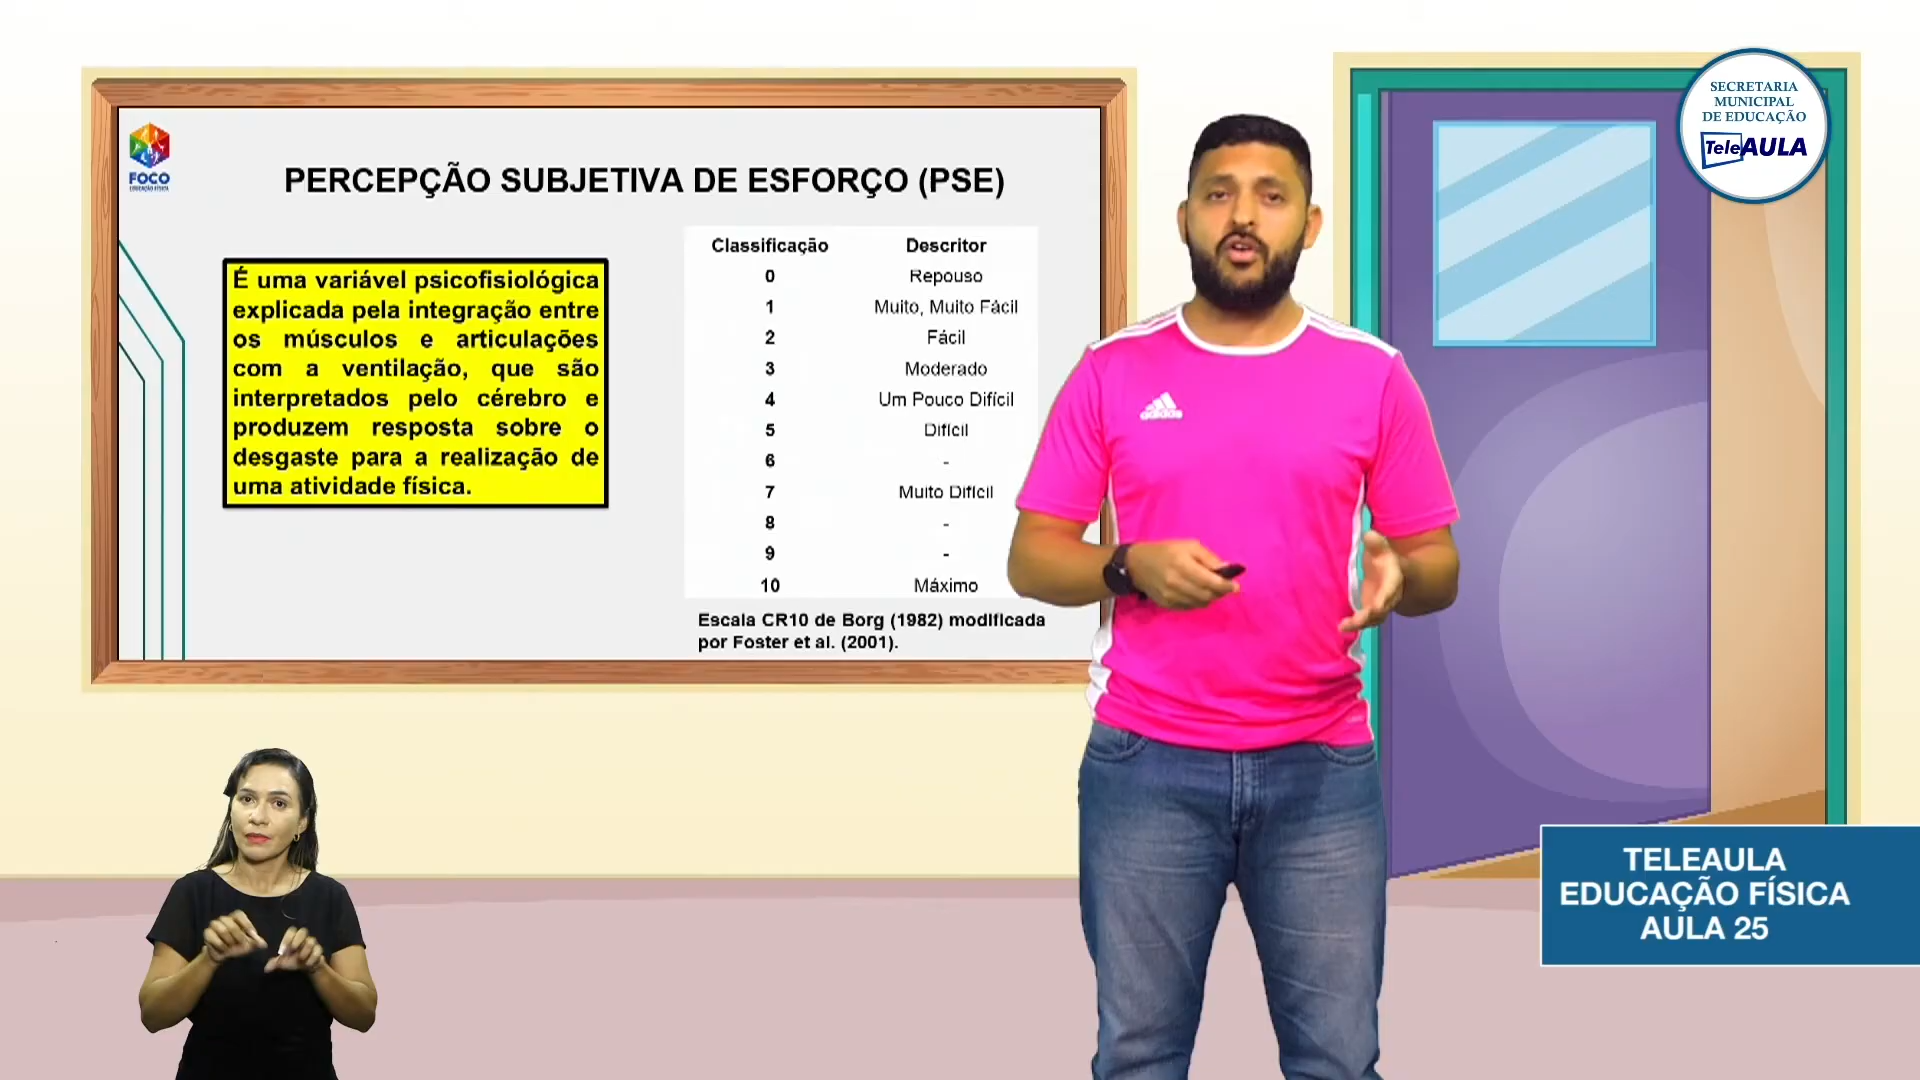 FOCO
EDUCAÇÃO FÍSICA
PERCEPÇÃO SUBJETIVA DE ESFORÇO (PSE)
É uma variável psicofisiológica
explicada pela integração entre
os músculos e articulações
com a ventilação, que são
interpretados pelo cérebro e
produzem resposta sobre o
desgaste para a realização de
uma atividade física.
Classificação Descritor
0 Repouso
1 Muito, Muito Fácil
2 Fácil
3 Moderado
4 Um Pouco Difícil
5 Difícil
6 -
7 Muito Difícil
8 -
9 -
10 Máximo
Escala CR10 de Borg (1982) modificada
por Foster et al. (2001).
adidas
SECRETARIA
MUNICIPAL
DE EDUCAÇÃO
TeleAULA
TELEAULA
EDUCAÇÃO FÍSICA
AULA 25